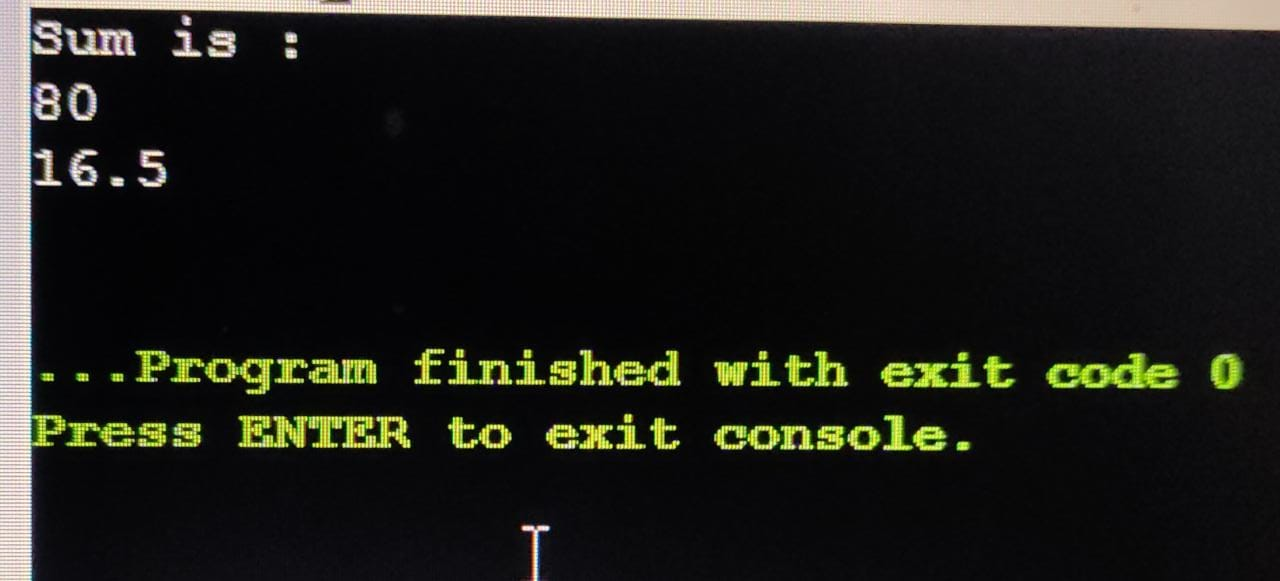 Sum is :
80
16.5
...Program finished with exit code 0
Press ENTER to exit console.